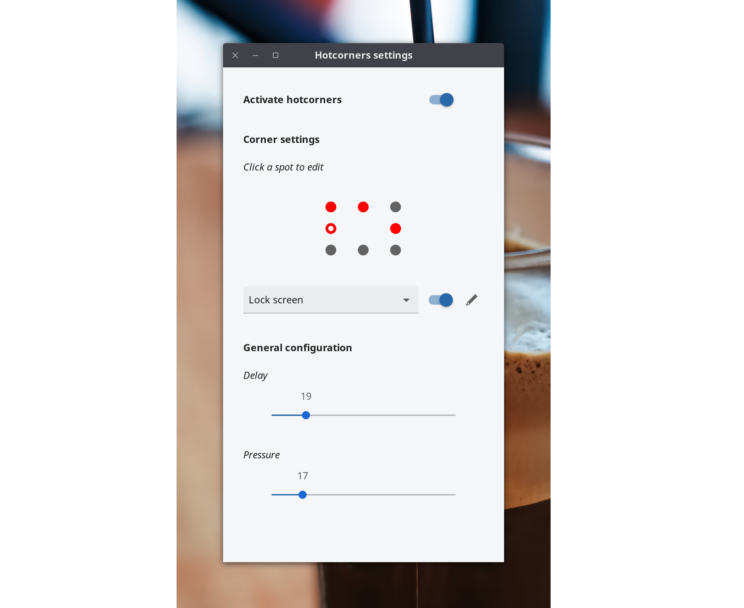 Hotcorners settings
Activate hotcorners
Corner settings
Click a spot to edit
Lock screen
General configuration
Delay
19
Pressure
17